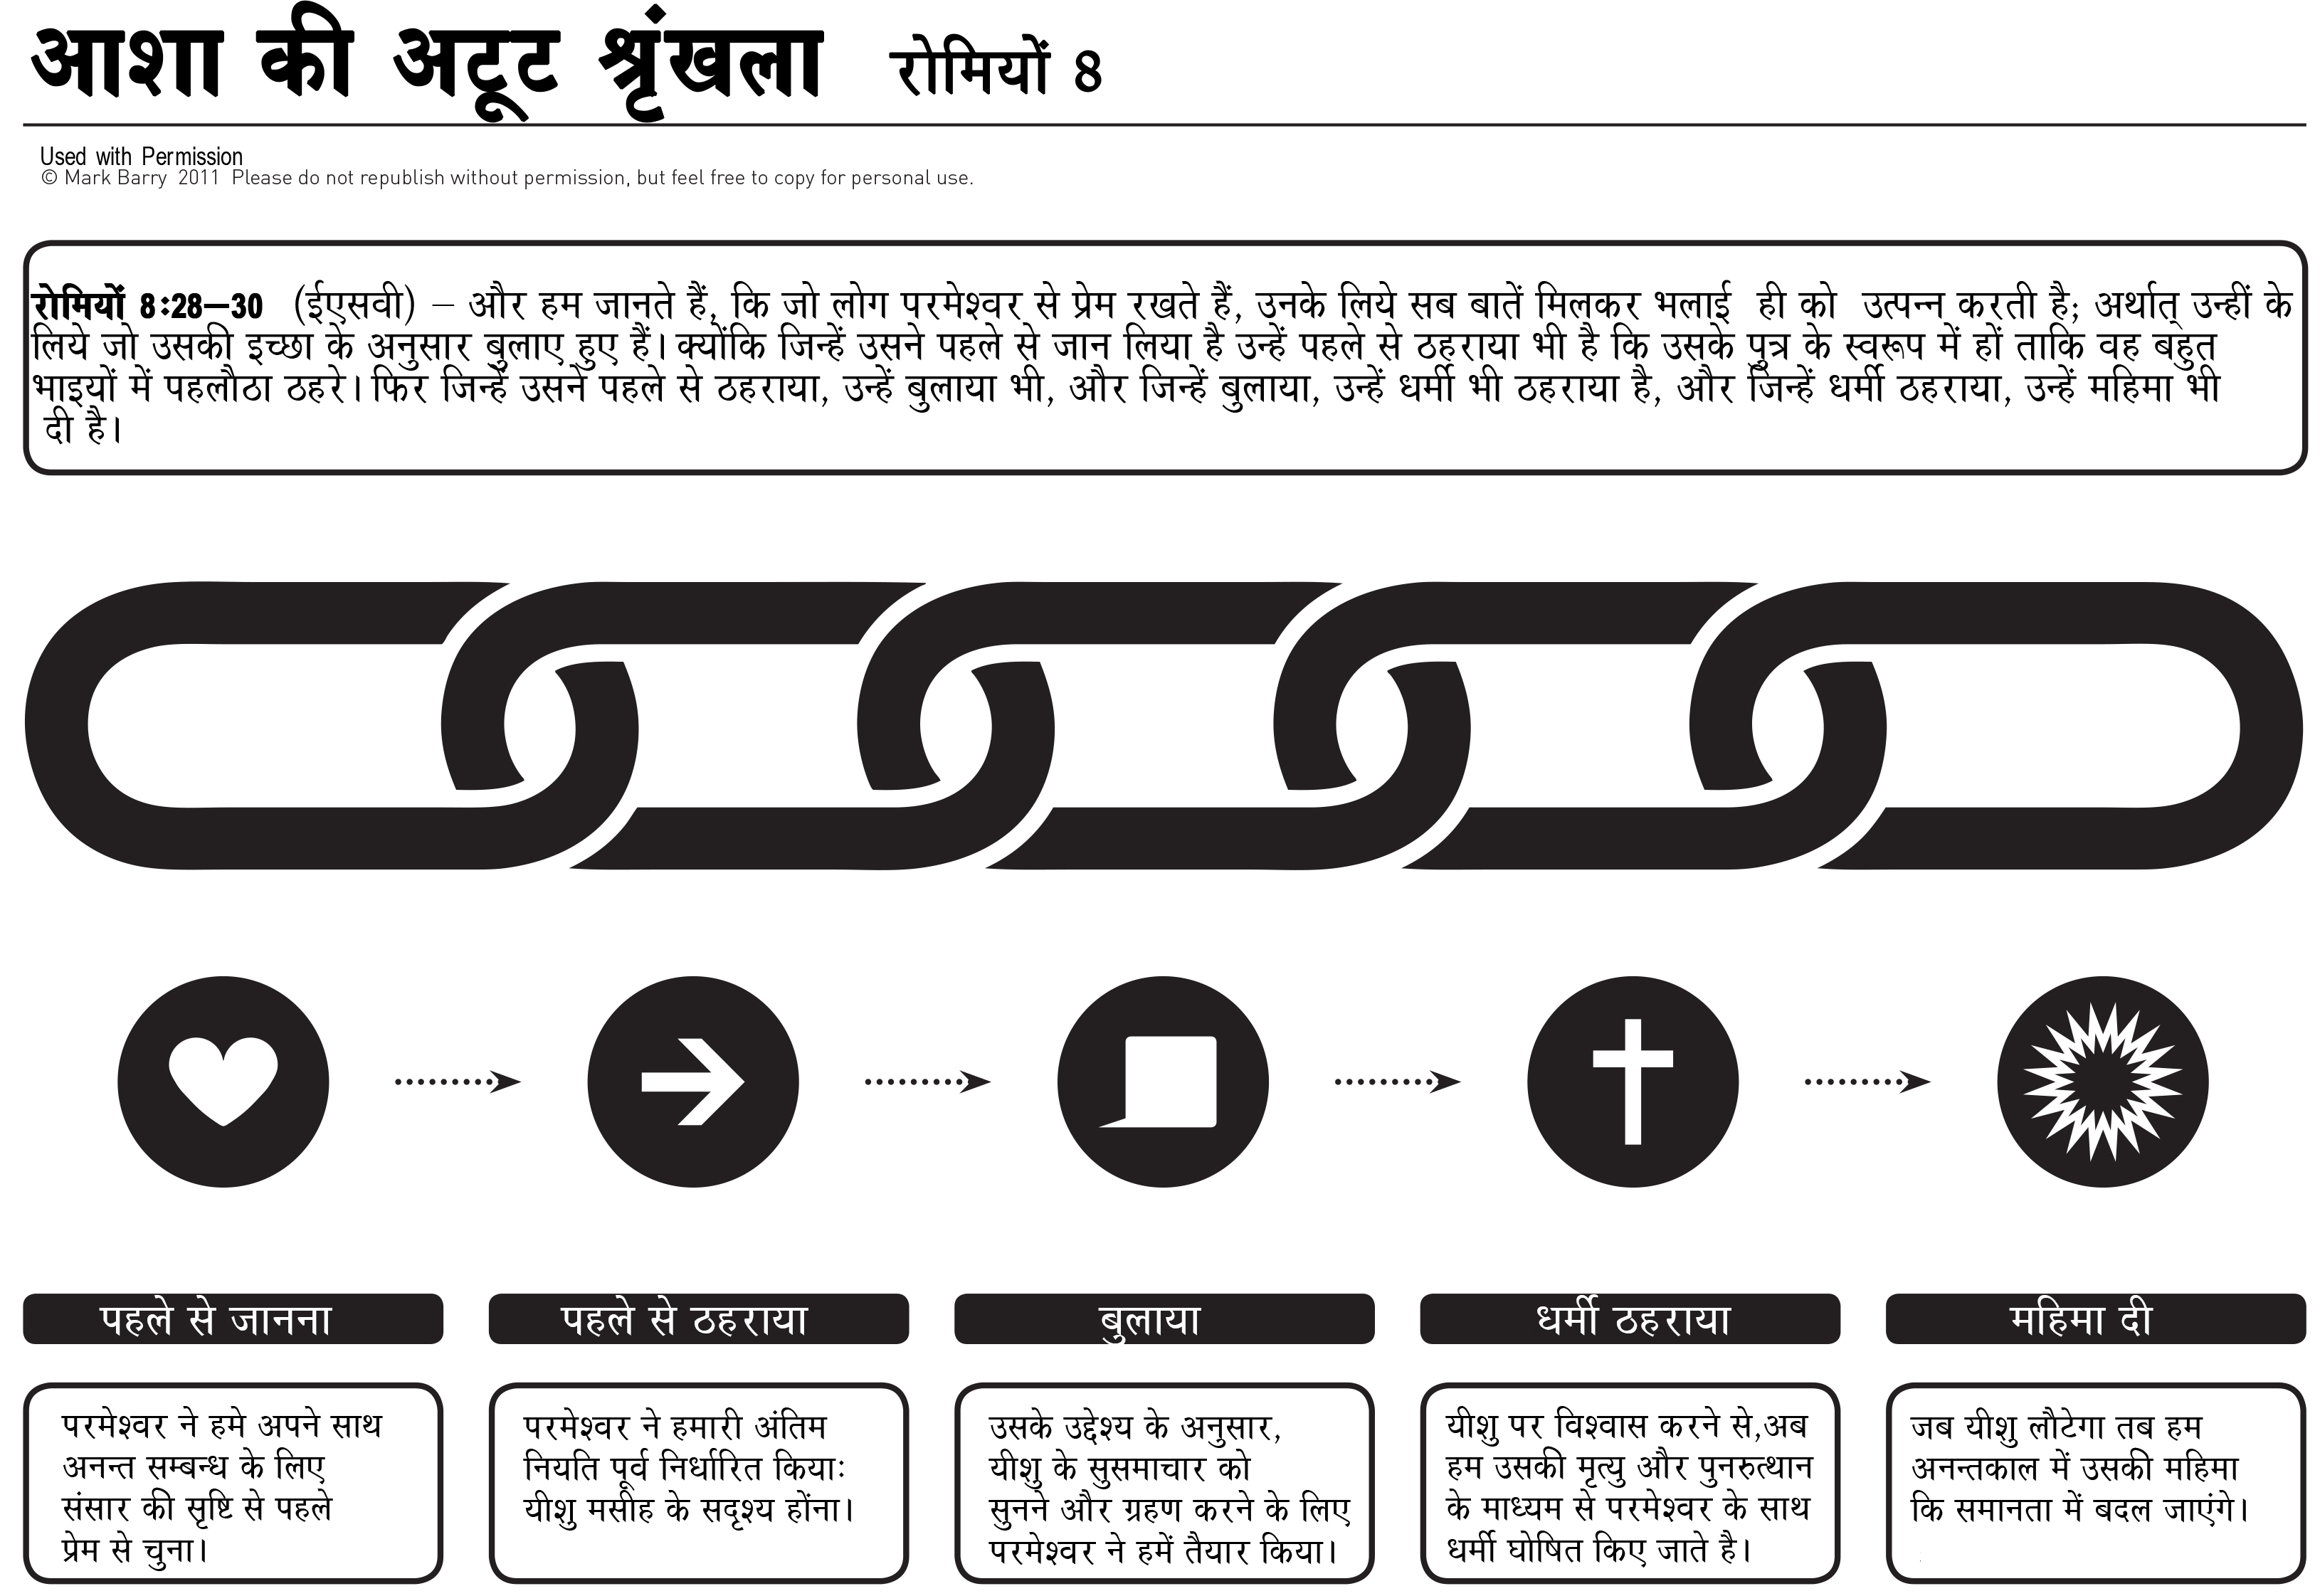 आशा की अटूट श्रृंखला रोमियों 8
Used with Permission
© Mark Barry 2011 Please do not republish without permission, but feel free to copy for personal use.
रोमियों 8:28—30 (ईएसवी) – और हम जानते हैं, कि जो लोग परमेश्वर से प्रेम रखते हैं, उनके लिये सब बातें मिलकर भलाई ही को उत्पन्न करती है; अर्थात् उन्हीं के
लिये जो उसकी इच्छा के अनुसार बुलाए हुए हैं। क्योंकि जिन्हें उसने पहले से जान लिया है उन्हें पहले से ठहराया भी है कि उसके पुत्र के स्वरूप में हों ताकि वह बहुत
भाइयों में पहलौठा ठहरे। फिर जिन्हें उसने पहले से ठहराया, उन्हें बुलाया भी, और जिन्हें बुलाया, उन्हें धर्मी भी ठहराया है, और जिन्हें धर्मी ठहराया, उन्हें महिमा भी
दी है।
पहले से जानना
पहले से ठहराया
बुलाया
धर्मी ठहराया
महिमा दी
परमेश्वर ने हमे अपने साथ
अनन्त सम्बन्ध के लिए
संसार की सृष्टि से पहले
प्रेम से चुना।
परमेश्वर ने हमारी अंतिम
नियति पूर्व निर्धारित कियाः
यीशु मसीह के सदृश्य होंना।
उसके उद्देश्य के अनुसार,
यीशु के सुसमाचार को
सुनने और ग्रहण करने के लिए
परमेश्वर ने हमें तैयार किया।
यीशु पर विश्वास करने से,अब
हम उसकी मृत्यु और पुनरुत्थान
के माध्यम से परमेश्वर के साथ
धर्मी घोषित किए जाते है।
जब यीशु लौटेगा तब हम
अनन्तकाल में उसकी महिमा
कि समानता में बदल जाएंगे।